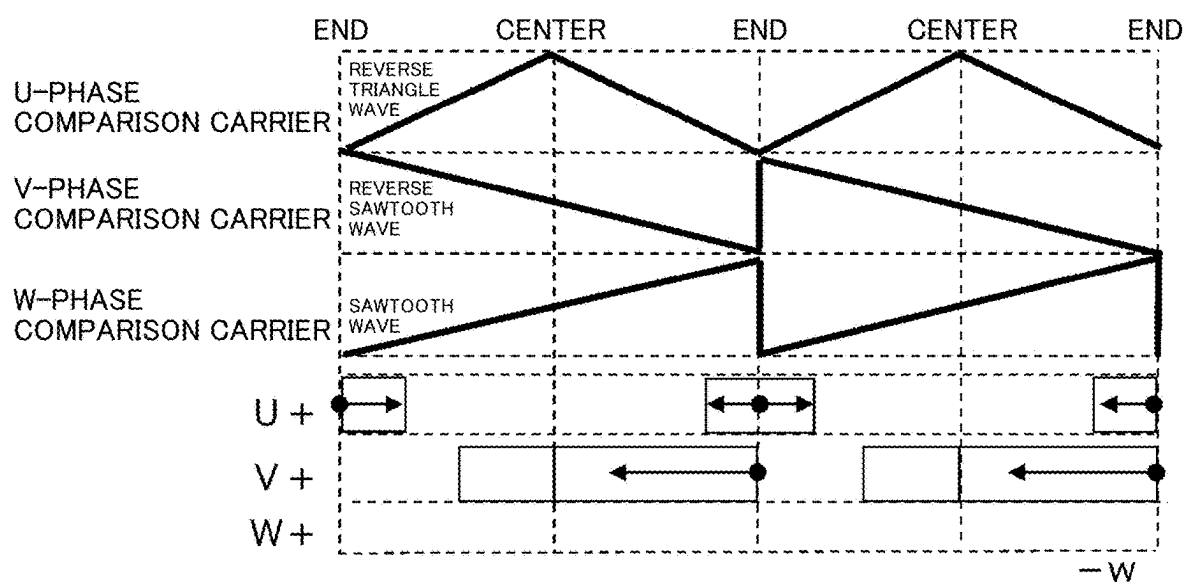 END CENTER END CENTER END
U-PHASE
COMPARISON CARRIER
REVERSE
TRIANGLE
WAVE
V-PHASE
COMPARISON CARRIER
REVERSE
SAWTOOTH
WAVE
W-PHASE
COMPARISON CARRIER
SAWTOOTH
WAVE
U +
V +
W +
- W